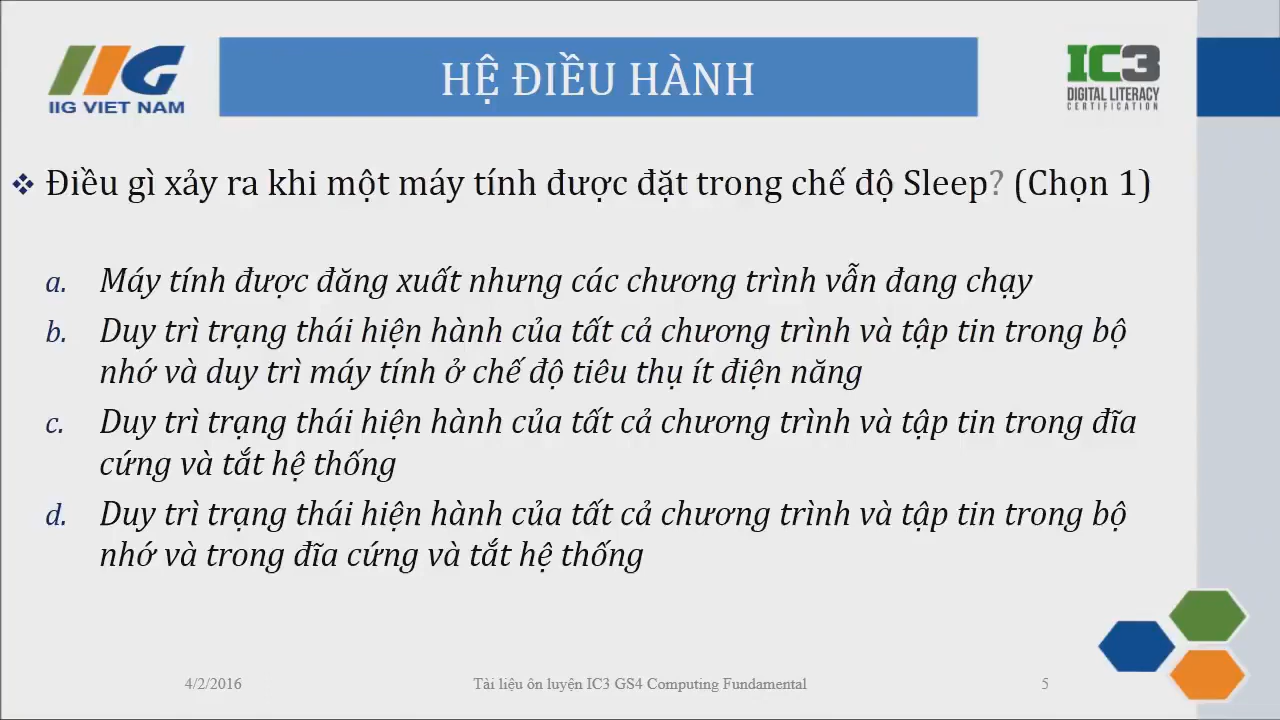 IIG VIET NAM
HỆ ĐIỀU HÀNH
IC3
DIGITAL LITERACY
CERTIFICATION
❖ Điều gì xảy ra khi một máy tính được đặt trong chế độ Sleep? (Chọn 1)
a. Máy tính được đăng xuất nhưng các chương trình vẫn đang chạy
b. Duy trì trạng thái hiện hành của tất cả chương trình và tập tin trong bộ
nhớ và duy trì máy tính ở chế độ tiêu thụ ít điện năng
c. Duy trì trạng thái hiện hành của tất cả chương trình và tập tin trong đĩa
cứng và tắt hệ thống
d. Duy trì trạng thái hiện hành của tất cả chương trình và tập tin trong bộ
nhớ và trong đĩa cứng và tắt hệ thống
4/2/2016 Tài liệu ôn luyện IC3 GS4 Computing Fundamental 5